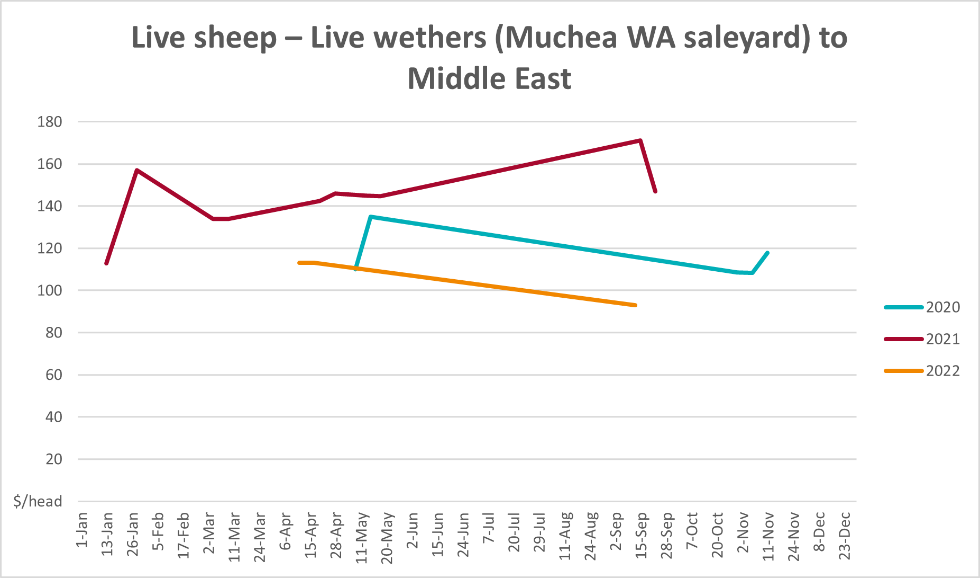 Live sheep – Live wethers (Muchea WA saleyard) to
Middle East
180
160
140
120
100
80
60
40
20
$/head
1-Jan
13-Jan
26-Jan
5-Feb
17-Feb
2-Mar
11-Mar
24-Mar
6-Apr
15-Apr
28-Apr
11-May
20-May
2-Jun
15-Jun
24-Jun
7-Jul
20-Jul
29-Jul
11-Aug
24-Aug
2-Sep
15-Sep
28-Sep
7-Oct
20-Oct
2-Nov
11-Nov
24-Nov
8-Dec
23-Dec
2020
2021
2022